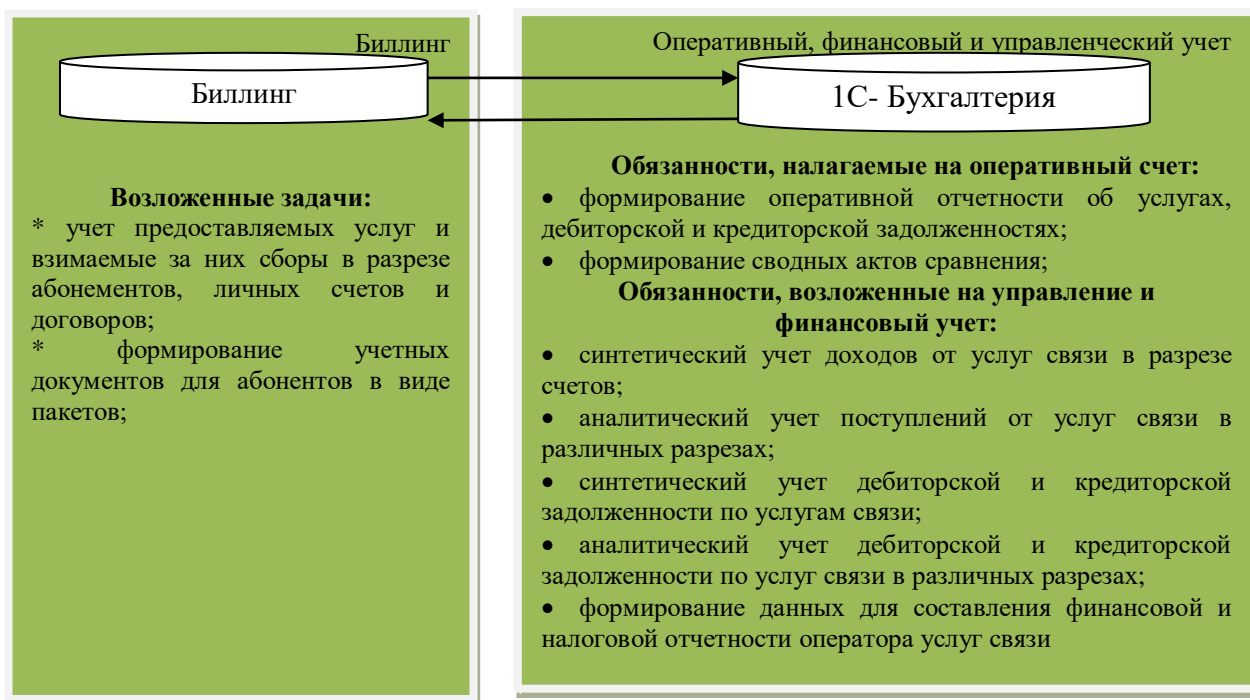 Биллинг
Биллинг
Возложенные задачи:
* учет предоставляемых услуг и
взимаемые за них сборы в разрезе
абонементов, личных счетов и
договоров;
* формирование учетных
документов для абонентов в виде
пакетов;
Оперативный, финансовый и управленческий учет
1С- Бухгалтерия
Обязанности, налагаемые на оперативный счет:
• формирование оперативной отчетности об услугах,
дебиторской и кредиторской задолженностях;
• формирование сводных актов сравнения;
Обязанности, возложенные на управление и
финансовый учет:
• синтетический учет доходов от услуг связи в разрезе
счетов;
• аналитический учет поступлений от услуг связи в
различных разрезах;
• синтетический учет дебиторской и кредиторской
задолженности по услугам связи;
• аналитический учет дебиторской и кредиторской
задолженности по услуг связи в различных разрезах;
• формирование данных для составления финансовой и
налоговой отчетности оператора услуг связи